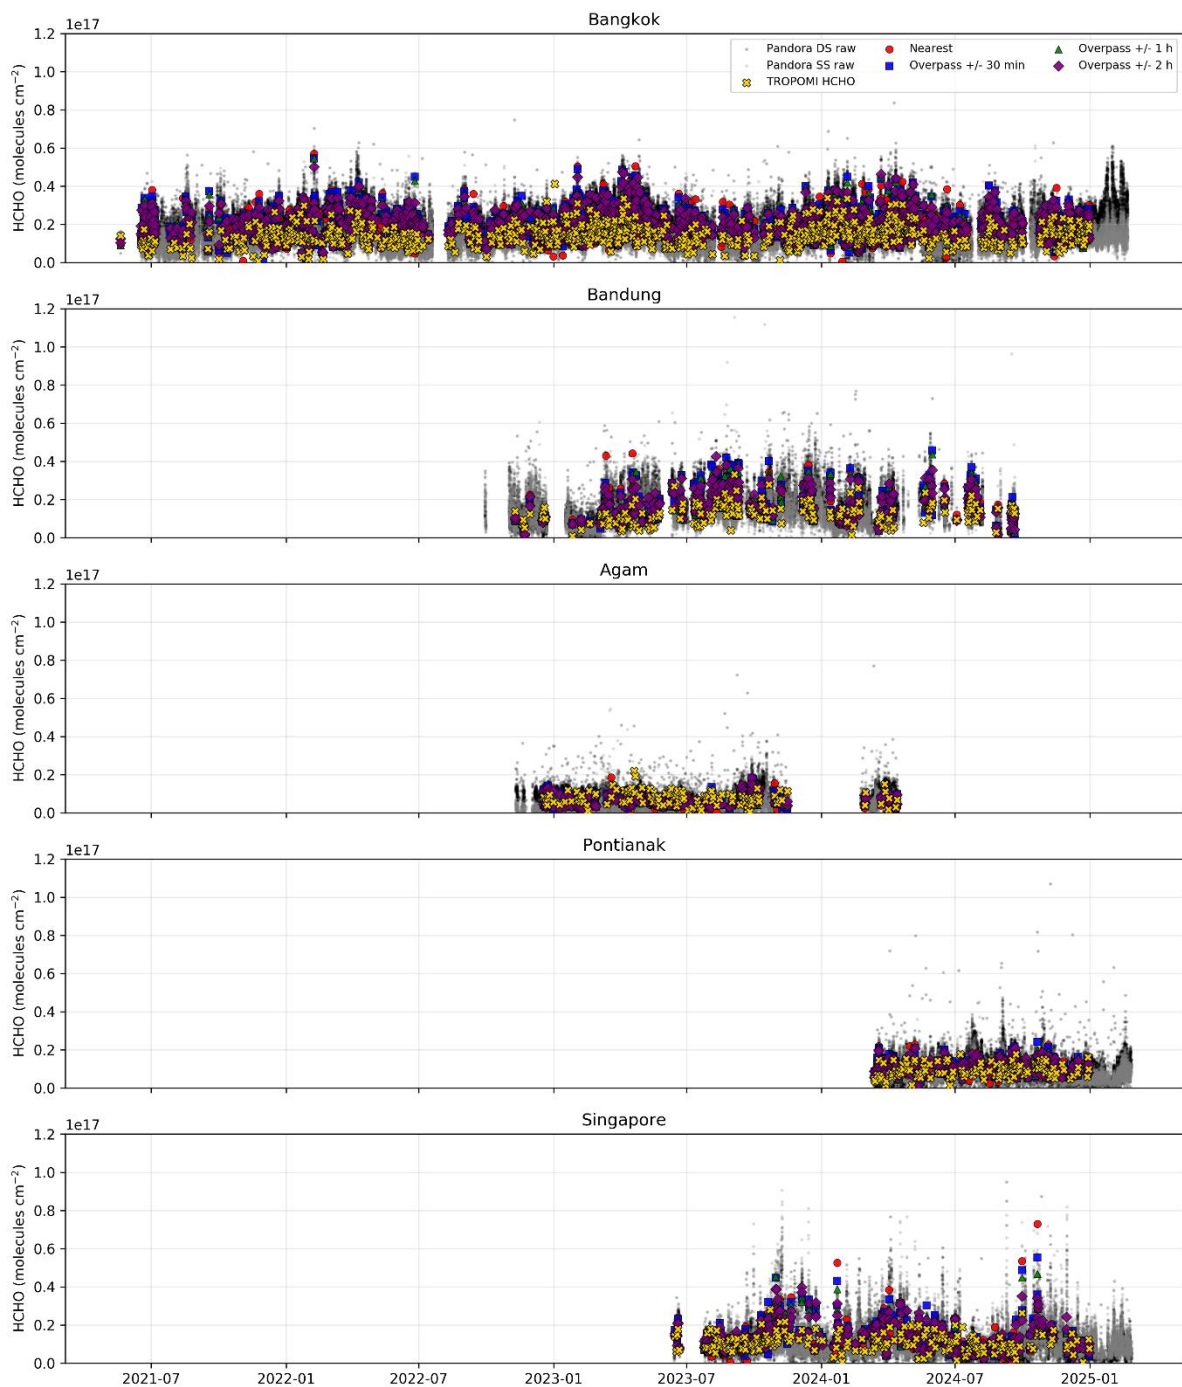 Bangkok
1e17
1.2
1.0
0.8
0.6
0.4
0.2
0.0
HCHO (molecules cm⁻²)
Pandora DS raw
Pandora SS raw
TROPOMI HCHO
Nearest
Overpass +/- 30 min
Overpass +/- 1 h
Overpass +/- 2 h
Bandung
1e17
1.2
1.0
0.8
0.6
0.4
0.2
0.0
HCHO (molecules cm⁻²)
Agam
1e17
1.2
1.0
0.8
0.6
0.4
0.2
0.0
HCHO (molecules cm⁻²)
Pontianak
1e17
1.2
1.0
0.8
0.6
0.4
0.2
0.0
HCHO (molecules cm⁻²)
Singapore
1e17
1.2
1.0
0.8
0.6
0.4
0.2
0.0
HCHO (molecules cm⁻²)
2021-07 2022-01 2022-07 2023-01 2023-07 2024-01 2024-07 2025-01